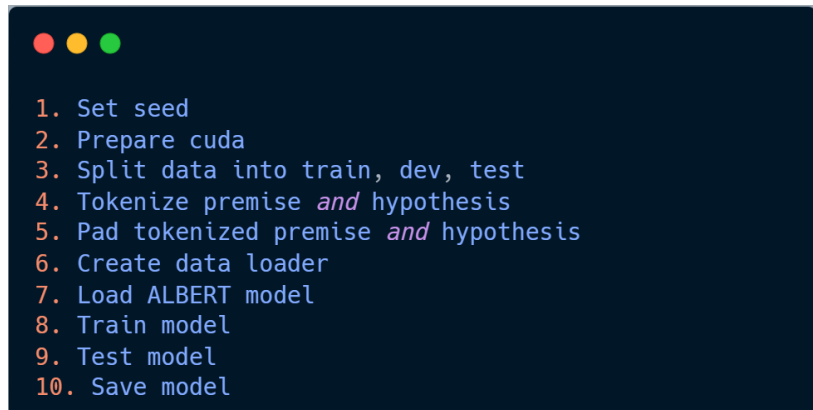 1. Set seed
2. Prepare cuda
3. Split data into train, dev, test
4. Tokenize premise and hypothesis
5. Pad tokenized premise and hypothesis
6. Create data loader
7. Load ALBERT model
8. Train model
9. Test model
10. Save model